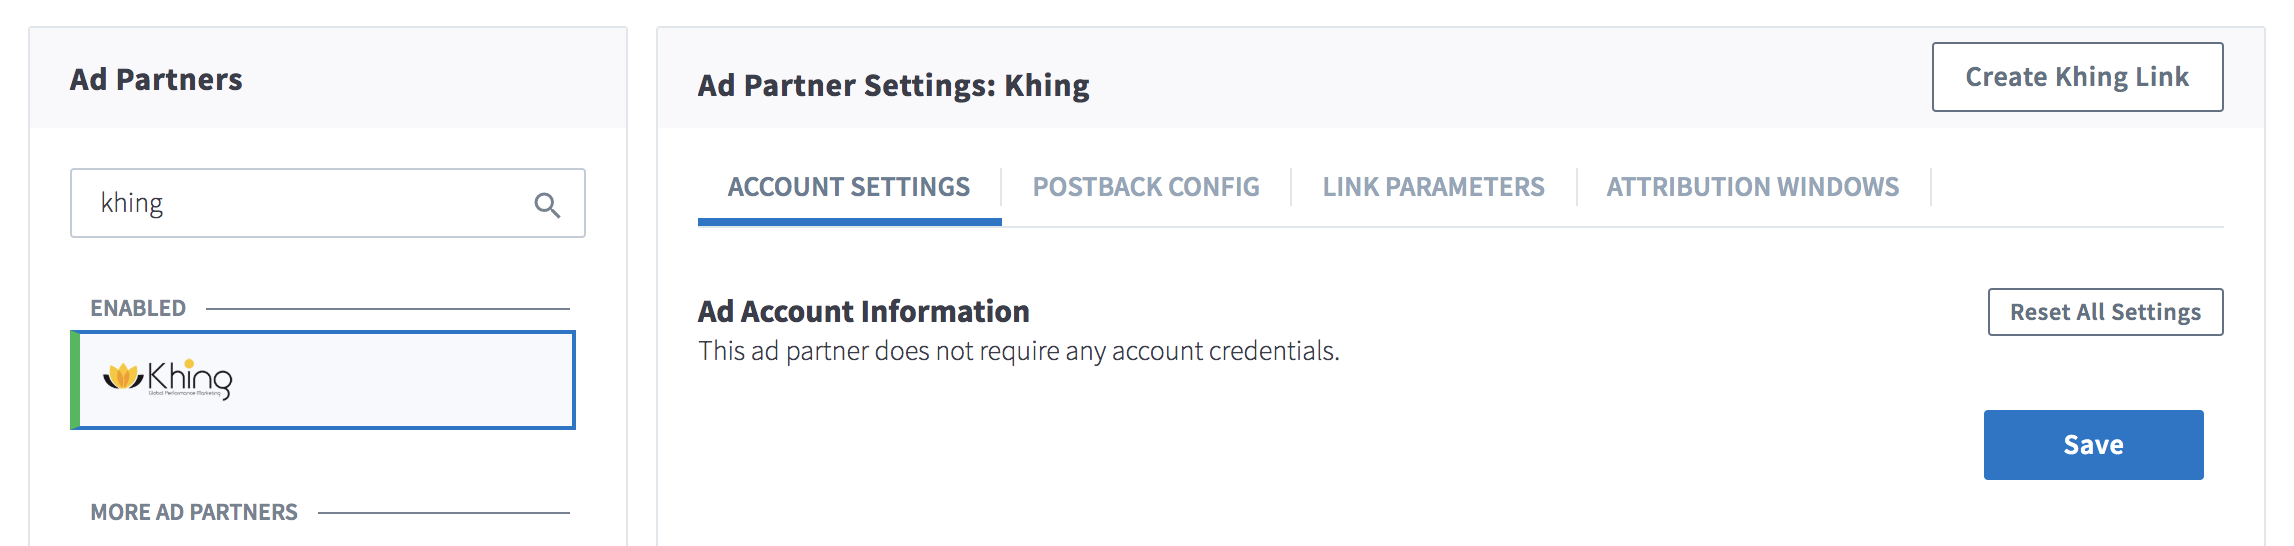 Ad Partners
khing
ENABLED
Khing
Global Performance Marketing
MORE AD PARTNERS
Ad Partner Settings: Khing
Create Khing Link
ACCOUNT SETTINGS
POSTBACK CONFIG
LINK PARAMETERS
ATTRIBUTION WINDOWS
Ad Account Information
Reset All Settings
This ad partner does not require any account credentials.
Save